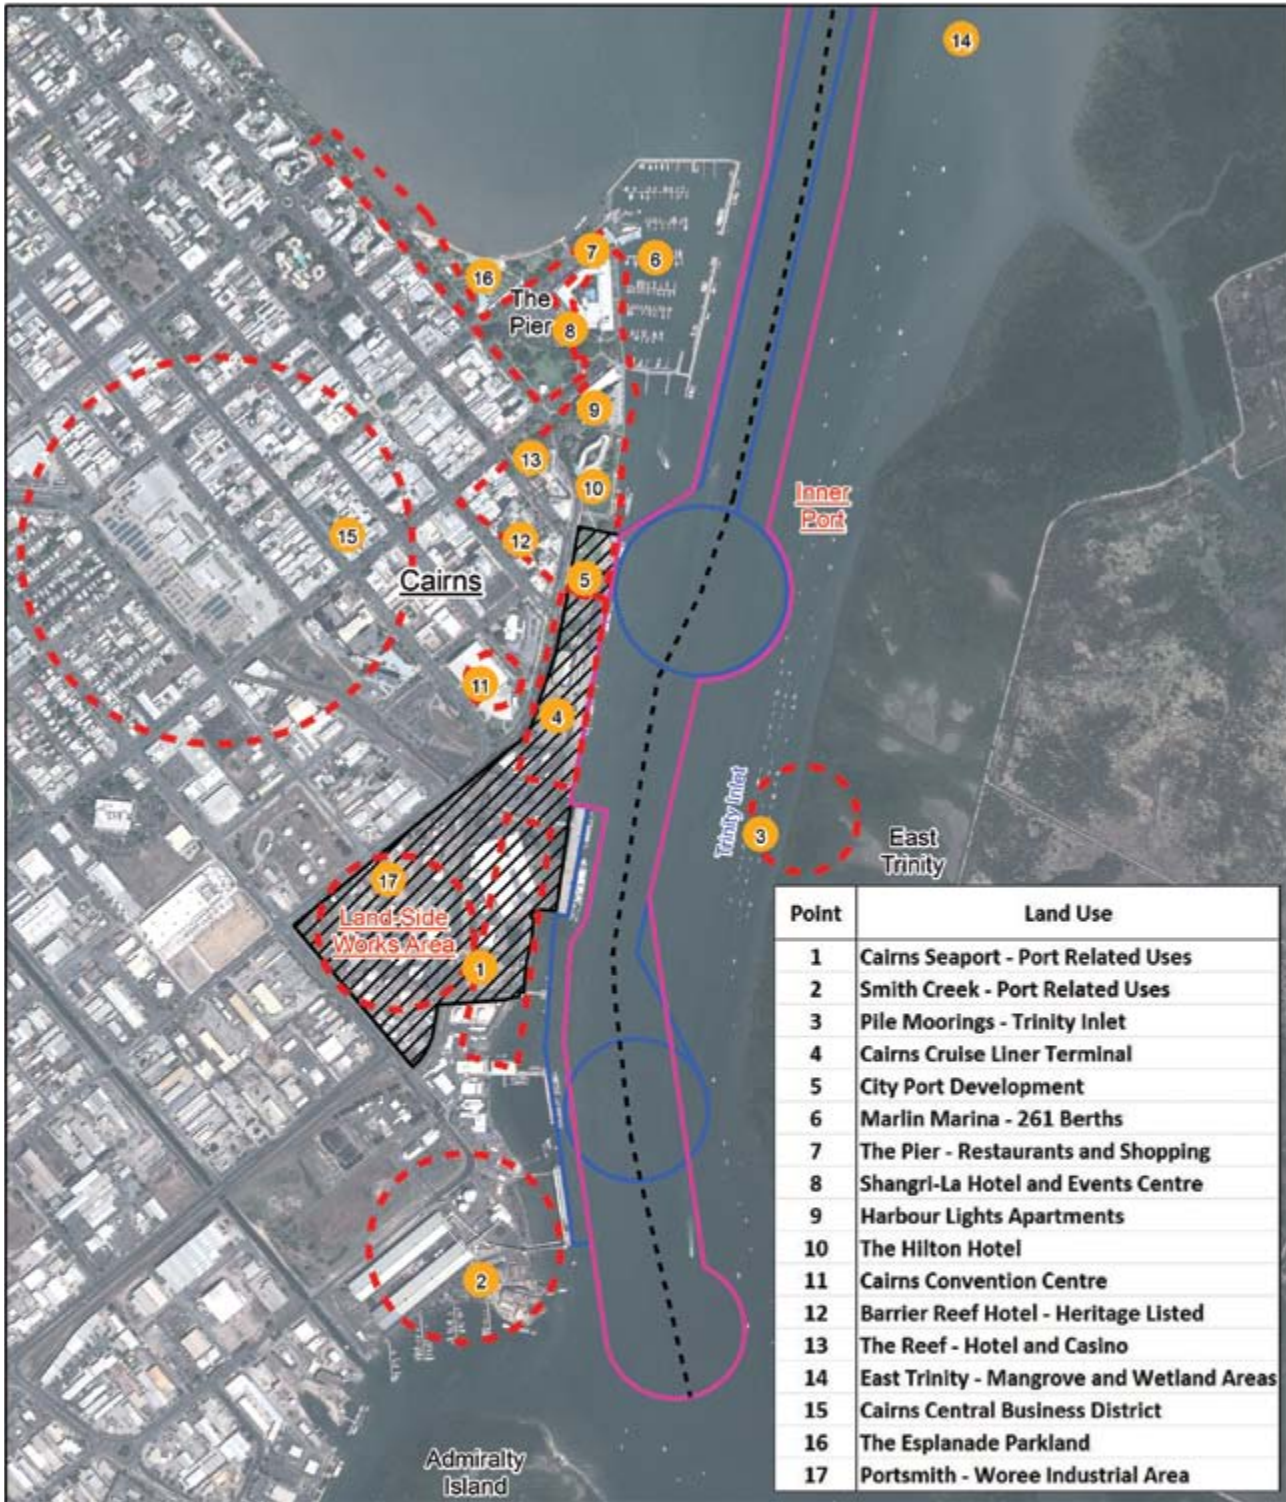 14
7
6
16
The
Pier
8
9
13
10
Inner
Port
15
12
5
Cairns
11
4
Trinity Inlet
3
East
Trinity
17
Land-Side
Works Area
1
2
Admiralty
Island
Point Land Use
1 Cairns Seaport - Port Related Uses
2 Smith Creek - Port Related Uses
3 Pile Moorings - Trinity Inlet
4 Cairns Cruise Liner Terminal
5 City Port Development
6 Marlin Marina - 261 Berths
7 The Pier - Restaurants and Shopping
8 Shangri-La Hotel and Events Centre
9 Harbour Lights Apartments
10 The Hilton Hotel
11 Cairns Convention Centre
12 Barrier Reef Hotel - Heritage Listed
13 The Reef - Hotel and Casino
14 East Trinity - Mangrove and Wetland Areas
15 Cairns Central Business District
16 The Esplanade Parkland
17 Portsmith - Woree Industrial Area